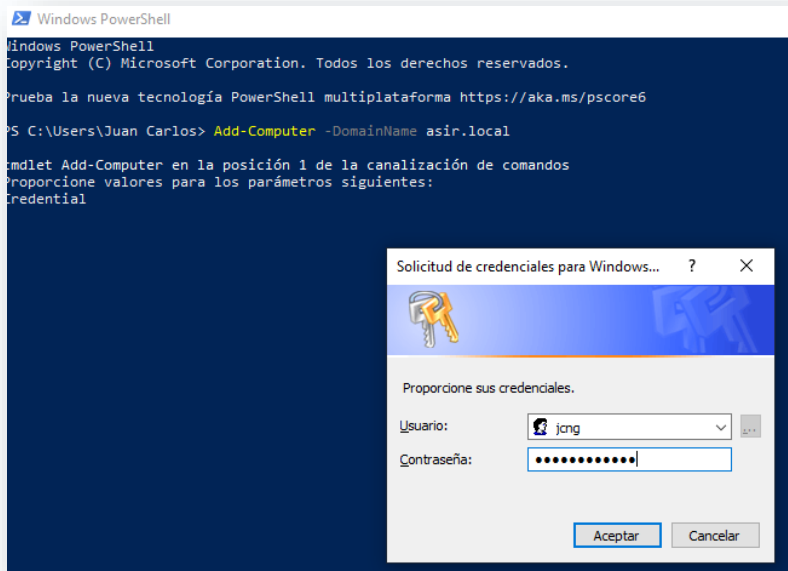 Windows PowerShell
Windows PowerShell
Copyright (C) Microsoft Corporation. Todos los derechos reservados.
Prueba la nueva tecnología PowerShell multiplataforma https://aka.ms/pscore6
PS C:\Users\Juan Carlos> Add-Computer -DomainName asir.local
cmdlet Add-Computer en la posición 1 de la canalización de comandos
Proporcione valores para los parámetros siguientes:
Credential
Solicitud de credenciales para Windows... ? X
Proporcione sus credenciales.
Usuario: jcng ...
Contraseña: ••••••••••••
Aceptar Cancelar